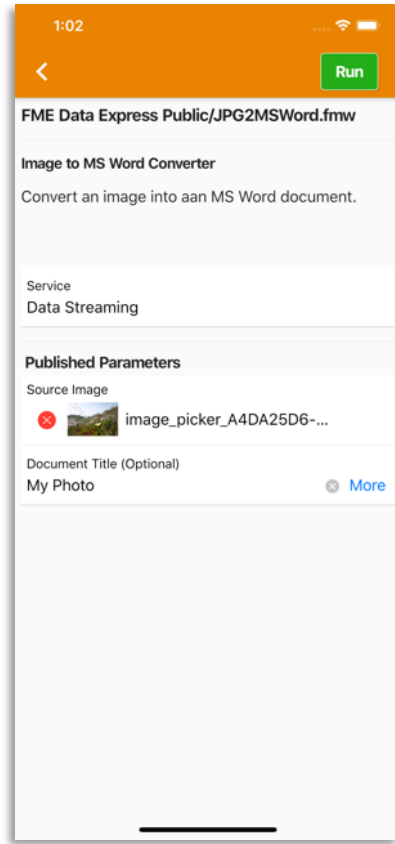 1:02
Run
FME Data Express Public/JPG2MSWord.fmw
Image to MS Word Converter
Convert an image into aan MS Word document.
Service
Data Streaming
Published Parameters
Source Image
image_picker_A4DA25D6-...
Document Title (Optional)
My Photo
More